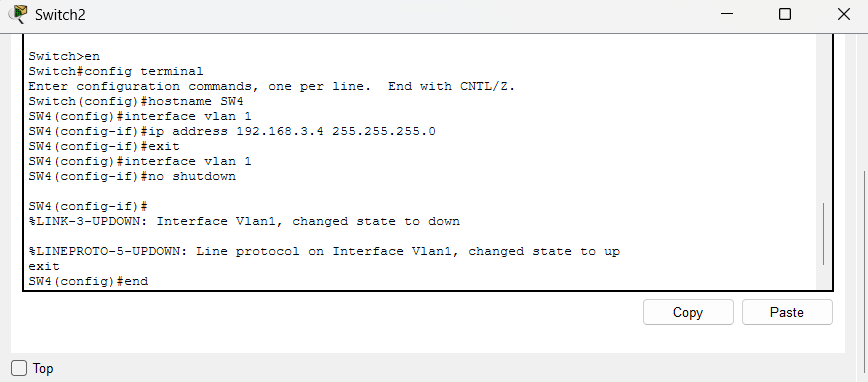 Switch2
Switch>en
Switch#config terminal
Enter configuration commands, one per line.  End with CNTL/Z.
Switch(config)#hostname SW4
SW4(config)#interface vlan 1
SW4(config-if)#ip address 192.168.3.4 255.255.255.0
SW4(config-if)#exit
SW4(config)#interface vlan 1
SW4(config-if)#no shutdown
SW4(config-if)#
%LINK-3-UPDOWN: Interface Vlan1, changed state to down
%LINEPROTO-5-UPDOWN: Line protocol on Interface Vlan1, changed state to up
exit
SW4(config)#end
Copy
Paste
Top